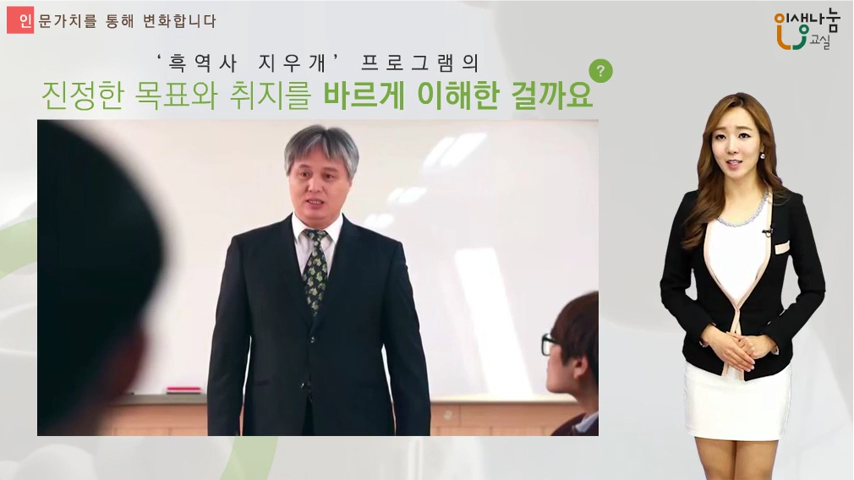 인문가치를 통해 변화합니다
인생나눔
교실
‘흑역사 지우개’ 프로그램의
진정한 목표와 취지를 바르게 이해한 걸까요?